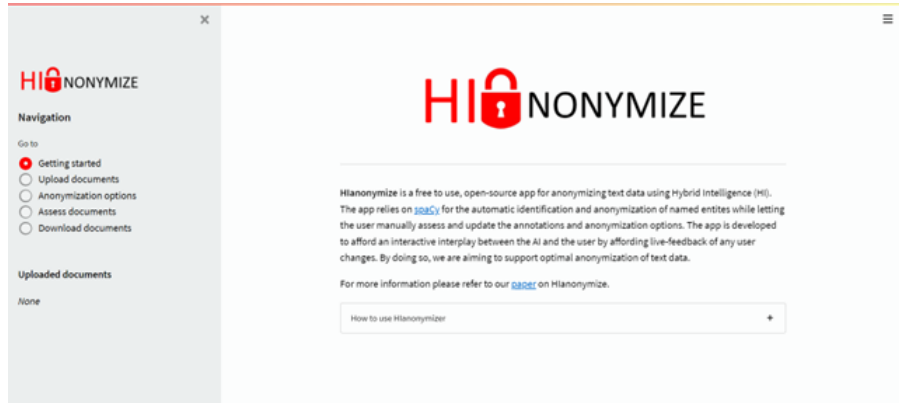 ×
≡
HI NONYMIZE
Navigation
Go to
Getting started
Upload documents
Anonymization options
Assess documents
Download documents
Uploaded documents
None
HI NONYMIZE
HIanonymize is a free to use, open-source app for anonymizing text data using Hybrid Intelligence (HI).
The app relies on spaCy for the automatic identification and anonymization of named entites while letting
the user manually assess and update the annotations and anonymization options. The app is developed
to afford an interactive interplay between the AI and the user by affording live-feedback of any user
changes. By doing so, we are aiming to support optimal anonymization of text data.
For more information please refer to our paper on HIanonymize.
How to use HIanonymizer +